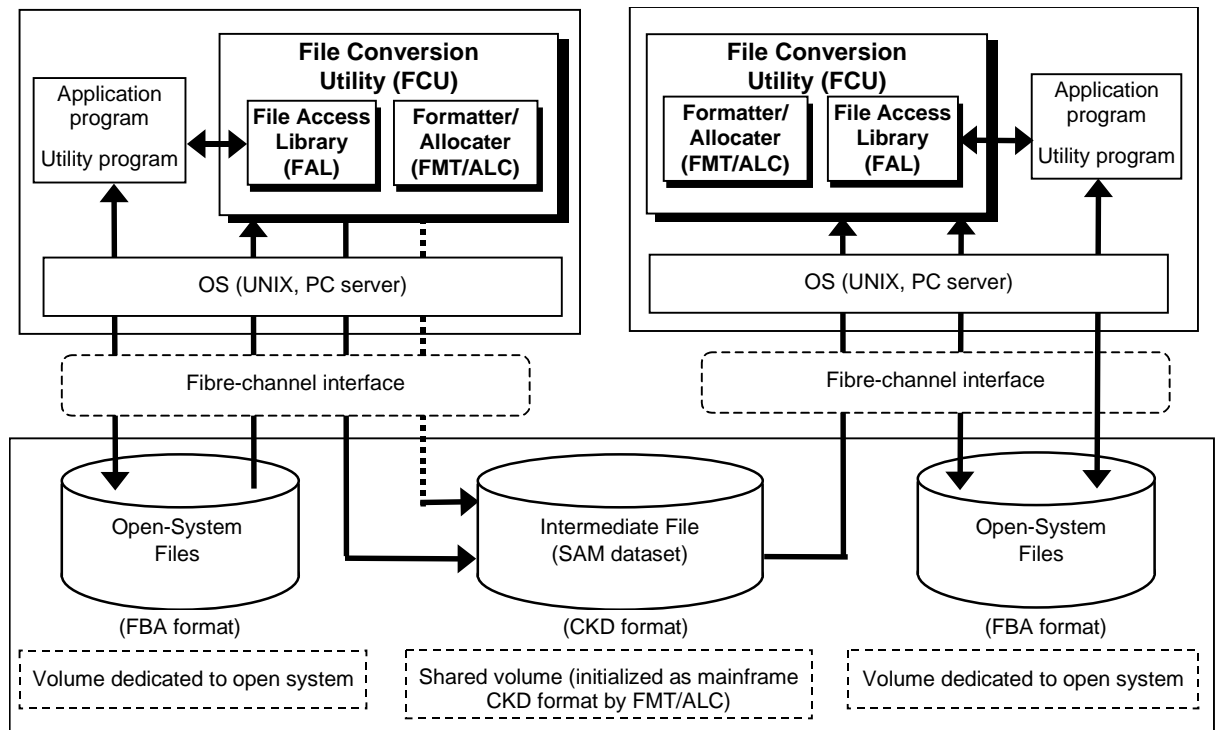 File Conversion
Utility (FCU)
Application
program
Utility program
File Access
Library
(FAL)
Formatter/
Allocater
(FMT/ALC)
OS (UNIX, PC server)
Fibre-channel interface
File Conversion
Utility (FCU)
Formatter/
Allocater
(FMT/ALC)
File Access
Library
(FAL)
Application
program
Utility program
OS (UNIX, PC server)
Fibre-channel interface
Open-System
Files
Intermediate File
(SAM dataset)
Open-System
Files
(FBA format)
(CKD format)
(FBA format)
Volume dedicated to open system
Shared volume (initialized as mainframe
CKD format by FMT/ALC)
Volume dedicated to open system